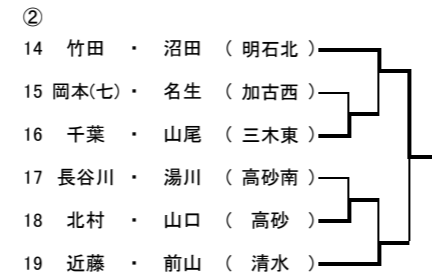 ②
14 竹田 ・ 沼田 ( 明石北 )
15 岡本(七) ・ 名生 ( 加古西 )
16 千葉 ・ 山尾 ( 三木東 )
17 長谷川 ・ 湯川 ( 高砂南 )
18 北村 ・ 山口 ( 高砂 )
19 近藤 ・ 前山 ( 清水 )